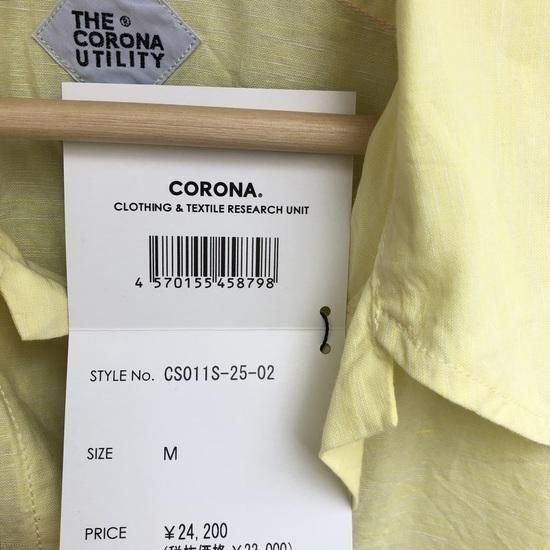 THE ®
CORONA
UTILITY
CORONA.
CLOTHING & TEXTILE RESEARCH UNIT
4 570155 458798
STYLE No. CS011S-25-02
SIZE M
PRICE ¥24,200